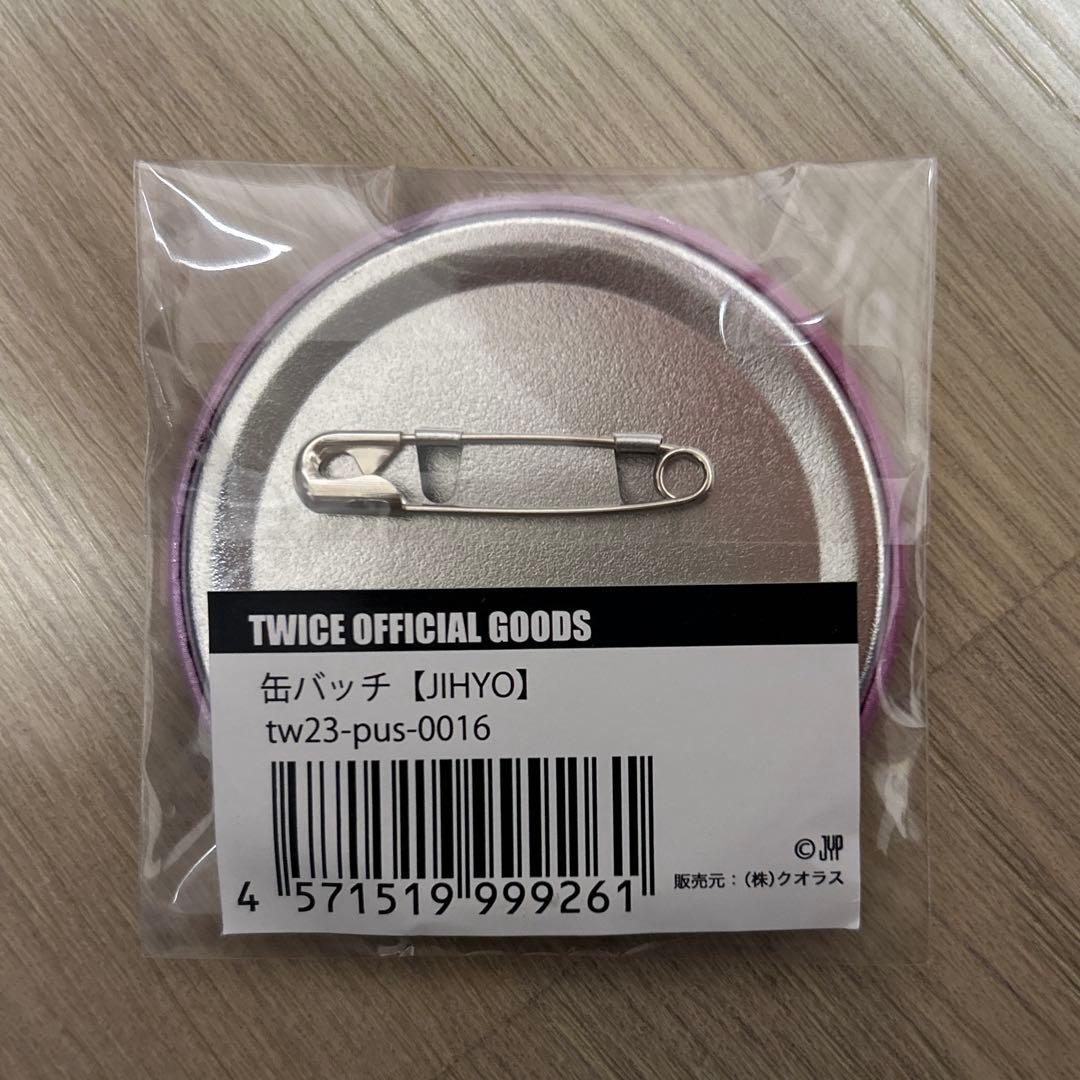 TWICE OFFICIAL GOODS
缶バッチ【JIHYO】
tw23-pus-0016
4 571519 999261
©JYP
販売元：（株）クオラス